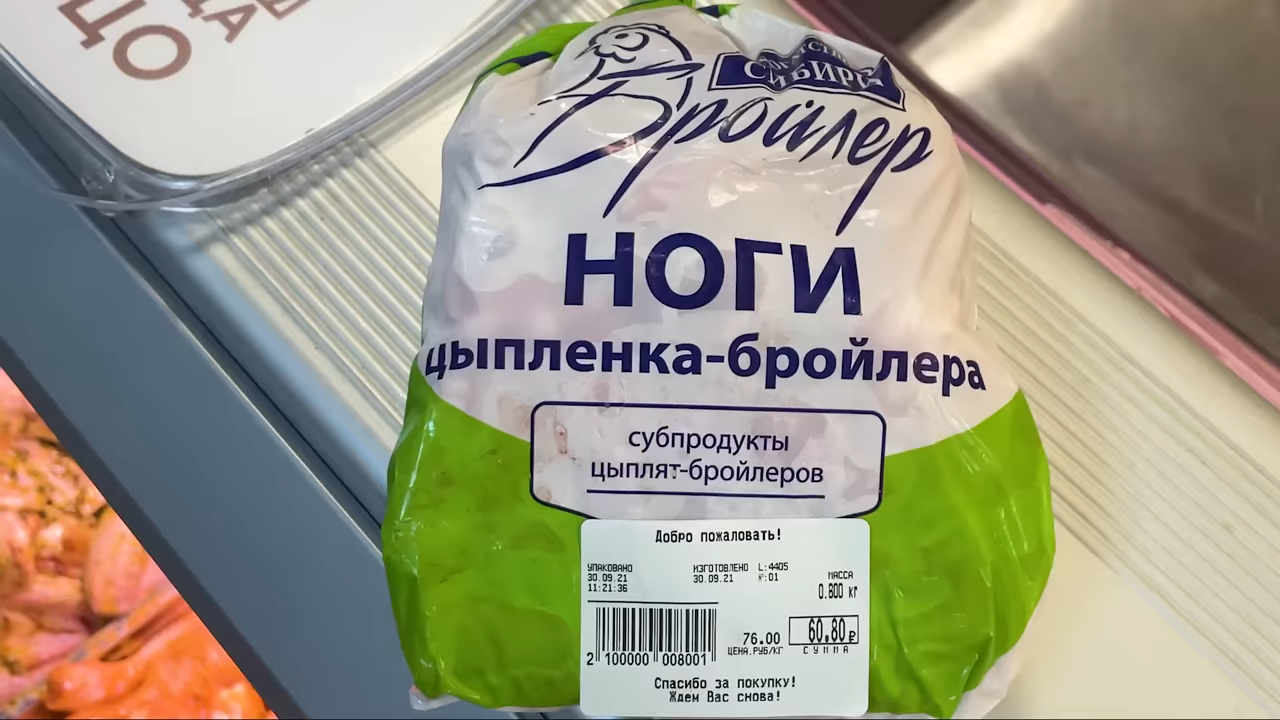 ЦО
СИБИРИ
Бройлер
НОГИ
цыпленка-бройлера
субпродукты
цыплят-бройлеров
Добро пожаловать!
УПАКОВАНО ИЗГОТОВЛЕНО L:4405
30.09.21 30.09.21 №:01
11:21:36 МАССА
0.800 кг
76.00 60.80 ₽
ЦЕНА,РУБ/КГ СУММА
2 100000 008001
Спасибо за покупку!
Ждем Вас снова!